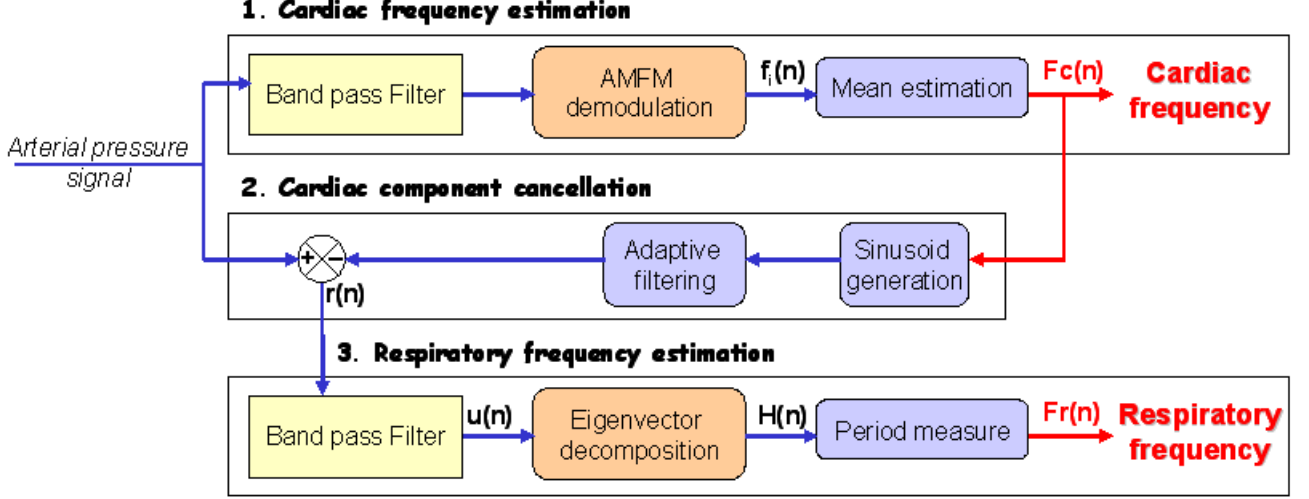 1. Cardiac frequency estimation
Band pass Filter
AMFM
demodulation
fi(n)
Mean estimation
Fc(n)
Cardiac
frequency
Arterial pressure
signal
2. Cardiac component cancellation
+ −
Adaptive
filtering
Sinusoid
generation
r(n)
3. Respiratory frequency estimation
Band pass Filter
u(n)
Eigenvector
decomposition
H(n)
Period measure
Fr(n)
Respiratory
frequency